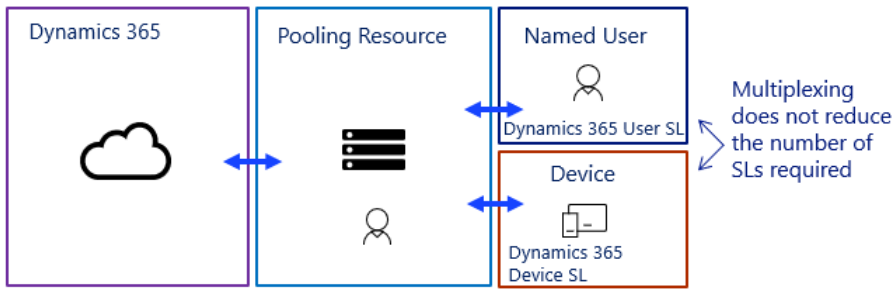 Dynamics 365
Pooling Resource
Named User
Dynamics 365 User SL
Device
Dynamics 365
Device SL
Multiplexing
does not reduce
the number of
SLs required